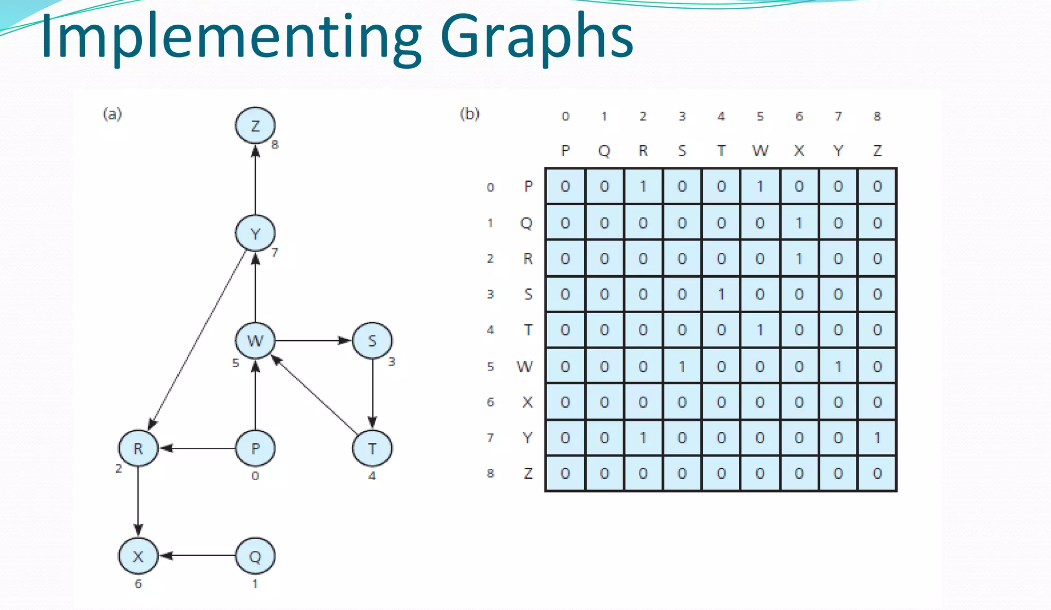 Implementing Graphs
(a)
Z
8
Y
7
W
5
S
3
R
2
P
0
T
4
X
6
Q
1
(b)
0 1 2 3 4 5 6 7 8
P Q R S T W X Y Z
0 P 0 0 1 0 0 1 0 0 0
1 Q 0 0 0 0 0 0 1 0 0
2 R 0 0 0 0 0 0 1 0 0
3 S 0 0 0 0 1 0 0 0 0
4 T 0 0 0 0 0 1 0 0 0
5 W 0 0 0 1 0 0 0 1 0
6 X 0 0 0 0 0 0 0 0 0
7 Y 0 0 1 0 0 0 0 0 1
8 Z 0 0 0 0 0 0 0 0 0